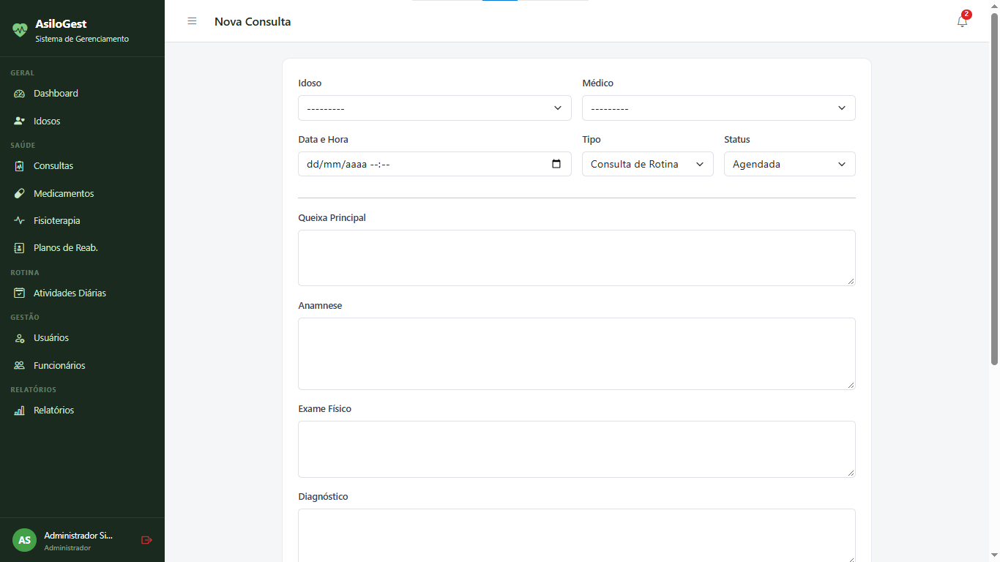 AsiloGest
Sistema de Gerenciamento
GERAL
Dashboard
Idosos
SAÚDE
Consultas
Medicamentos
Fisioterapia
Planos de Reab.
ROTINA
Atividades Diárias
GESTÃO
Usuários
Funcionários
RELATÓRIOS
Relatórios
AS
Administrador Si...
Administrador
Nova Consulta
2
Idoso
Médico
---------
---------
Data e Hora
Tipo
Status
dd/mm/aaaa --:--
Consulta de Rotina
Agendada
Queixa Principal
Anamnese
Exame Físico
Diagnóstico